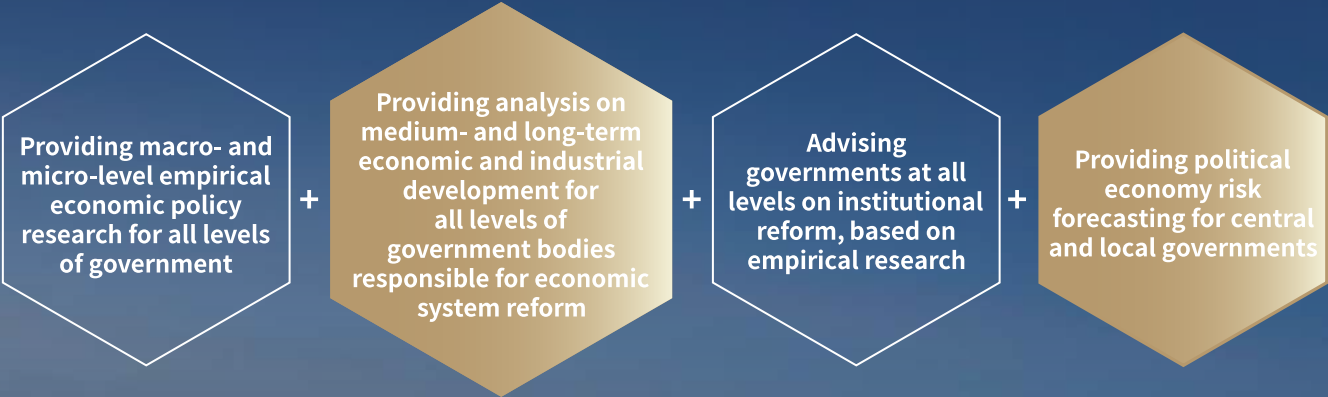 Providing macro- and
micro-level empirical
economic policy
research for all levels
of government
+
Providing analysis on
medium- and long-term
economic and industrial
development for
all levels of
government bodies
responsible for economic
system reform
+
Advising
governments at all
levels on institutional
reform, based on
empirical research
+
Providing political
economy risk
forecasting for central
and local governments